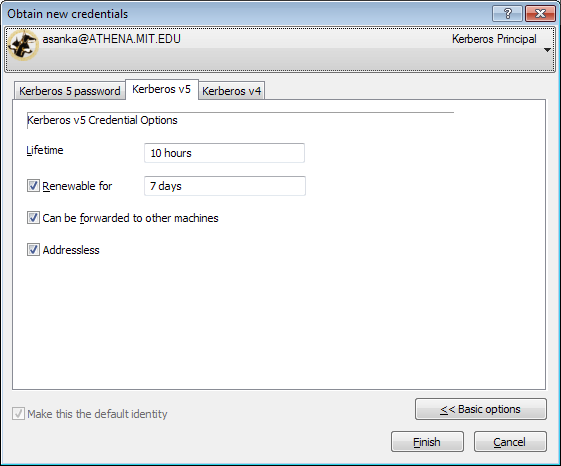 Obtain new credentials
asanka@ATHENA.MIT.EDU Kerberos Principal
Kerberos 5 password Kerberos v5 Kerberos v4
Kerberos v5 Credential Options
Lifetime 10 hours
Renewable for 7 days
Can be forwarded to other machines
Addressless
<< Basic options
Make this the default identity
Finish Cancel